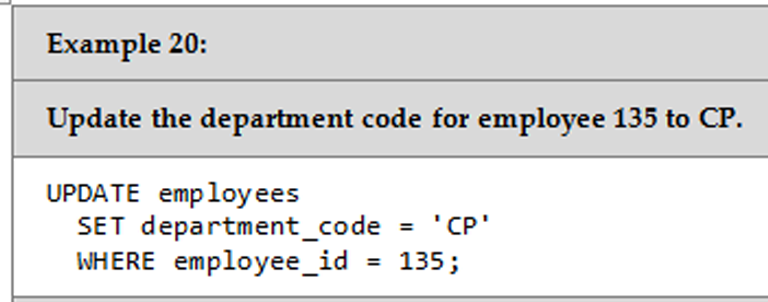 Example 20:
Update the department code for employee 135 to CP.
UPDATE employees
SET department_code = 'CP'
WHERE employee_id = 135;